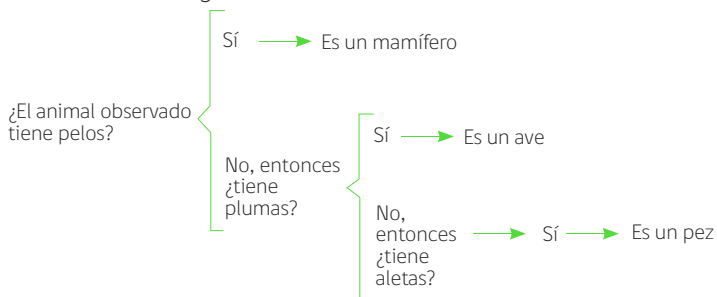 Sí
Es un mamífero
¿El animal observado
tiene pelos?
No, entonces
¿tiene
plumas?
Sí
Es un ave
No,
entonces
¿tiene
aletas?
Sí
Es un pez